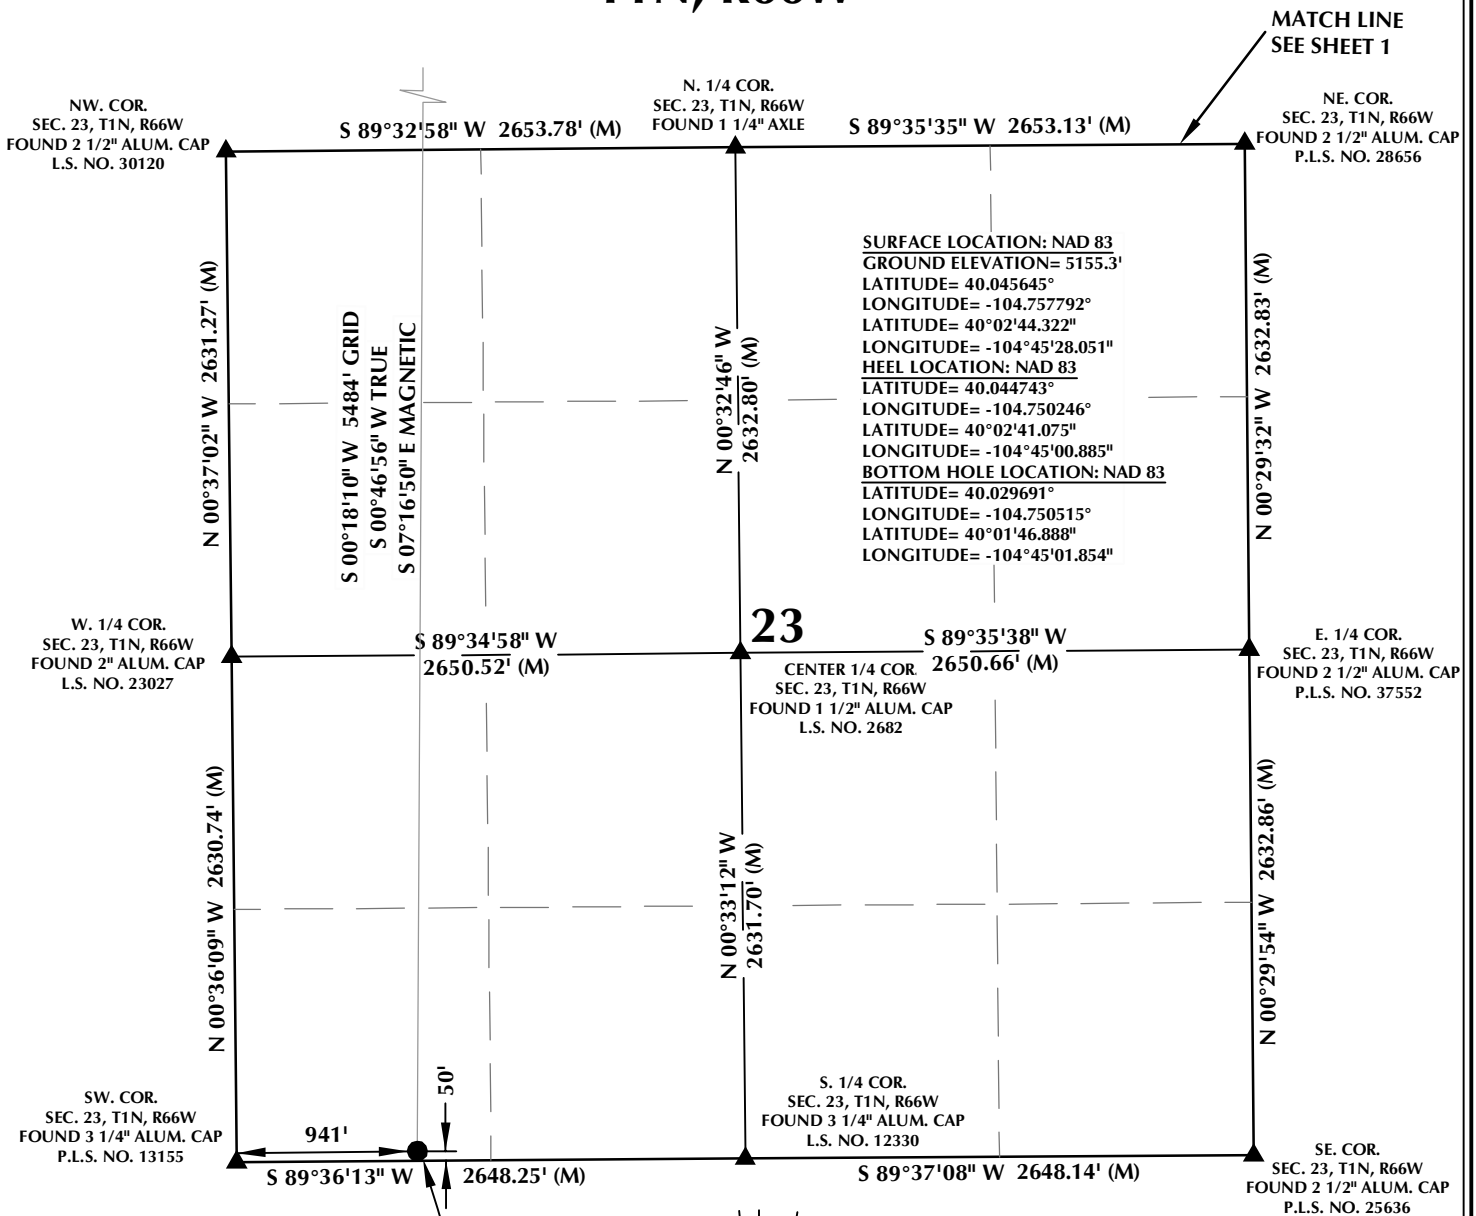 MATCH LINE
SEE SHEET 1
NW. COR.
SEC. 23, T1N, R66W
FOUND 2 1/2" ALUM. CAP
L.S. NO. 30120
S 89°32'58" W 2653.78' (M)
N. 1/4 COR.
SEC. 23, T1N, R66W
FOUND 1 1/4" AXLE
S 89°35'35" W 2653.13' (M)
NE. COR.
SEC. 23, T1N, R66W
FOUND 2 1/2" ALUM. CAP
P.L.S. NO. 28656
N 00°37'02" W 2631.27' (M)
S 00°18'10" W 5484' GRID
S 00°46'56" W TRUE
S 07°16'50" E MAGNETIC
N 00°32'46" W
2632.80' (M)
SURFACE LOCATION: NAD 83
GROUND ELEVATION= 5155.3'
LATITUDE= 40.045645°
LONGITUDE= -104.757792°
LATITUDE= 40°02'44.322"
LONGITUDE= -104°45'28.051"
HEEL LOCATION: NAD 83
LATITUDE= 40.044743°
LONGITUDE= -104.750246°
LATITUDE= 40°02'41.075"
LONGITUDE= -104°45'00.885"
BOTTOM HOLE LOCATION: NAD 83
LATITUDE= 40.029691°
LONGITUDE= -104.750515°
LATITUDE= 40°01'46.888"
LONGITUDE= -104°45'01.854"
N 00°29'32" W 2632.83' (M)
W. 1/4 COR.
SEC. 23, T1N, R66W
FOUND 2" ALUM. CAP
L.S. NO. 23027
S 89°34'58" W
2650.52' (M)
23
CENTER 1/4 COR.
SEC. 23, T1N, R66W
FOUND 1 1/2" ALUM. CAP
L.S. NO. 2682
S 89°35'38" W
2650.66' (M)
E. 1/4 COR.
SEC. 23, T1N, R66W
FOUND 2 1/2" ALUM. CAP
P.L.S. NO. 37552
N 00°36'09" W 2630.74' (M)
N 00°33'12" W
2631.70' (M)
N 00°29'54" W 2632.86' (M)
SW. COR.
SEC. 23, T1N, R66W
FOUND 3 1/4" ALUM. CAP
P.L.S. NO. 13155
941'
50'
S 89°36'13" W 2648.25' (M)
S. 1/4 COR.
SEC. 23, T1N, R66W
FOUND 3 1/4" ALUM. CAP
L.S. NO. 12330
S 89°37'08" W 2648.14' (M)
SE. COR.
SEC. 23, T1N, R66W
FOUND 2 1/2" ALUM. CAP
P.L.S. NO. 25636